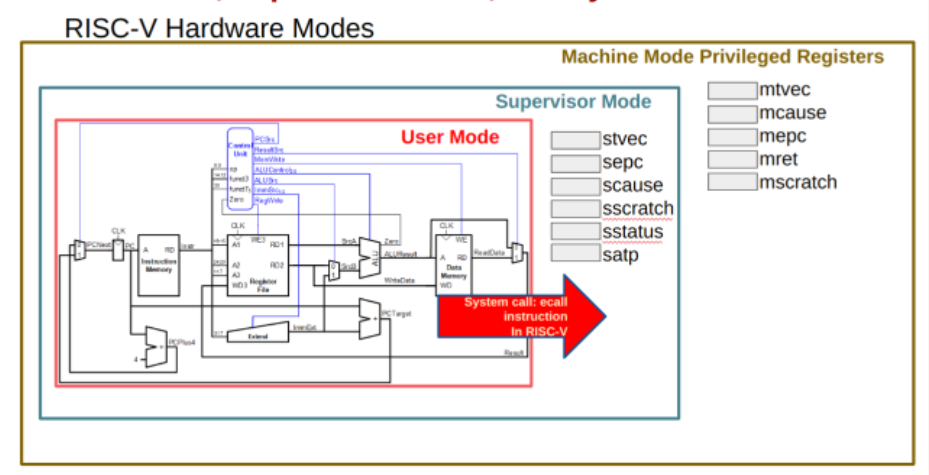 RISC-V Hardware Modes
Machine Mode Privileged Registers
mtvec
mcause
mepc
mret
mscratch
Supervisor Mode
stvec
sepc
scause
sscratch
sstatus
satp
User Mode
Control
Unit
op
funct3
Zero
PCSrc
ResultSrc
MemWrite
ALUSrc
RegWrite
CLK
PCNext
PC
A RD
Instruction
Memory
Instr
CLK
A1
WE3
RD1
A2
RD2
A3
WD3
Register
File
Extend
ImmExt
SrcA
SrcB
0
1
ALU
Zero
ALUResult
WriteData
CLK
WE
A RD
Data
Memory
WD
ReadData
PCTarget
+
+
PCPlus4
4
Result
System call: ecall
instruction
In RISC-V